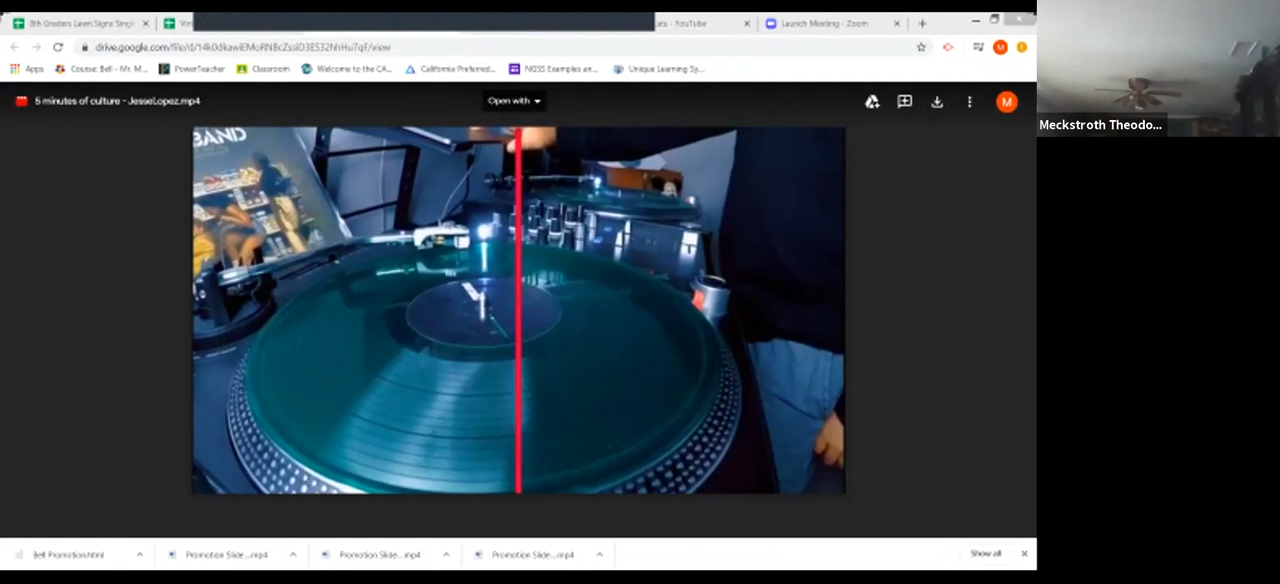 8th Graders Lawn Signs Singl
Vin
ats - YouTube
Launch Meeting - Zoom
drive.google.com/file/d/
/view
M
Apps
Course: Bell - Mr. M...
PowerTeacher
Classroom
Welcome to the CA...
California Preferred...
NGSS Examples an...
Unique Learning Sy...
5 minutes of culture - JesseLopez.mp4
Open with
M
BAND
Meckstroth Theodo...
Bell Promotion.html
Promotion Slide....mp4
Promotion Slide....mp4
Promotion Slide....mp4
Show all